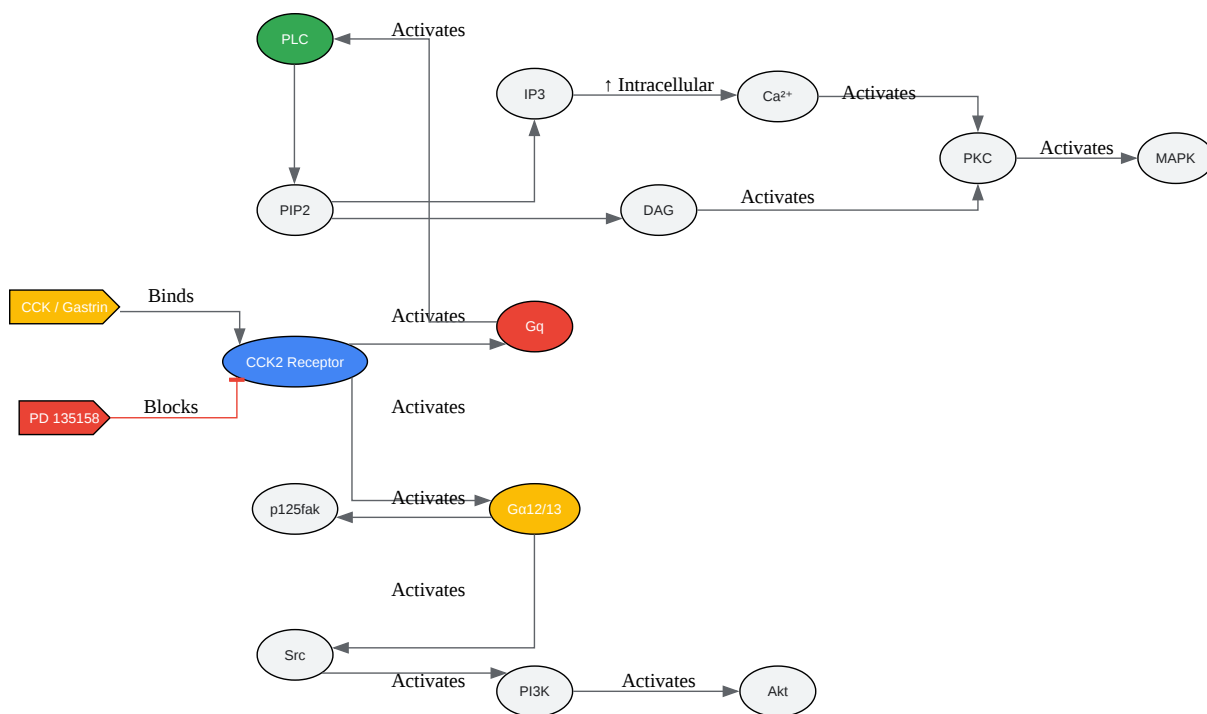 Activates
PLC
IP3
↑ Intracellular
Ca²⁺
Activates
PKC
Activates
MAPK
PIP2
DAG
Activates
CCK / Gastrin
Binds
Activates
Gq
CCK2 Receptor
PD 135158
Blocks
Activates
p125fak
Activates
Gα12/13
Activates
Src
Activates
PI3K
Activates
Akt